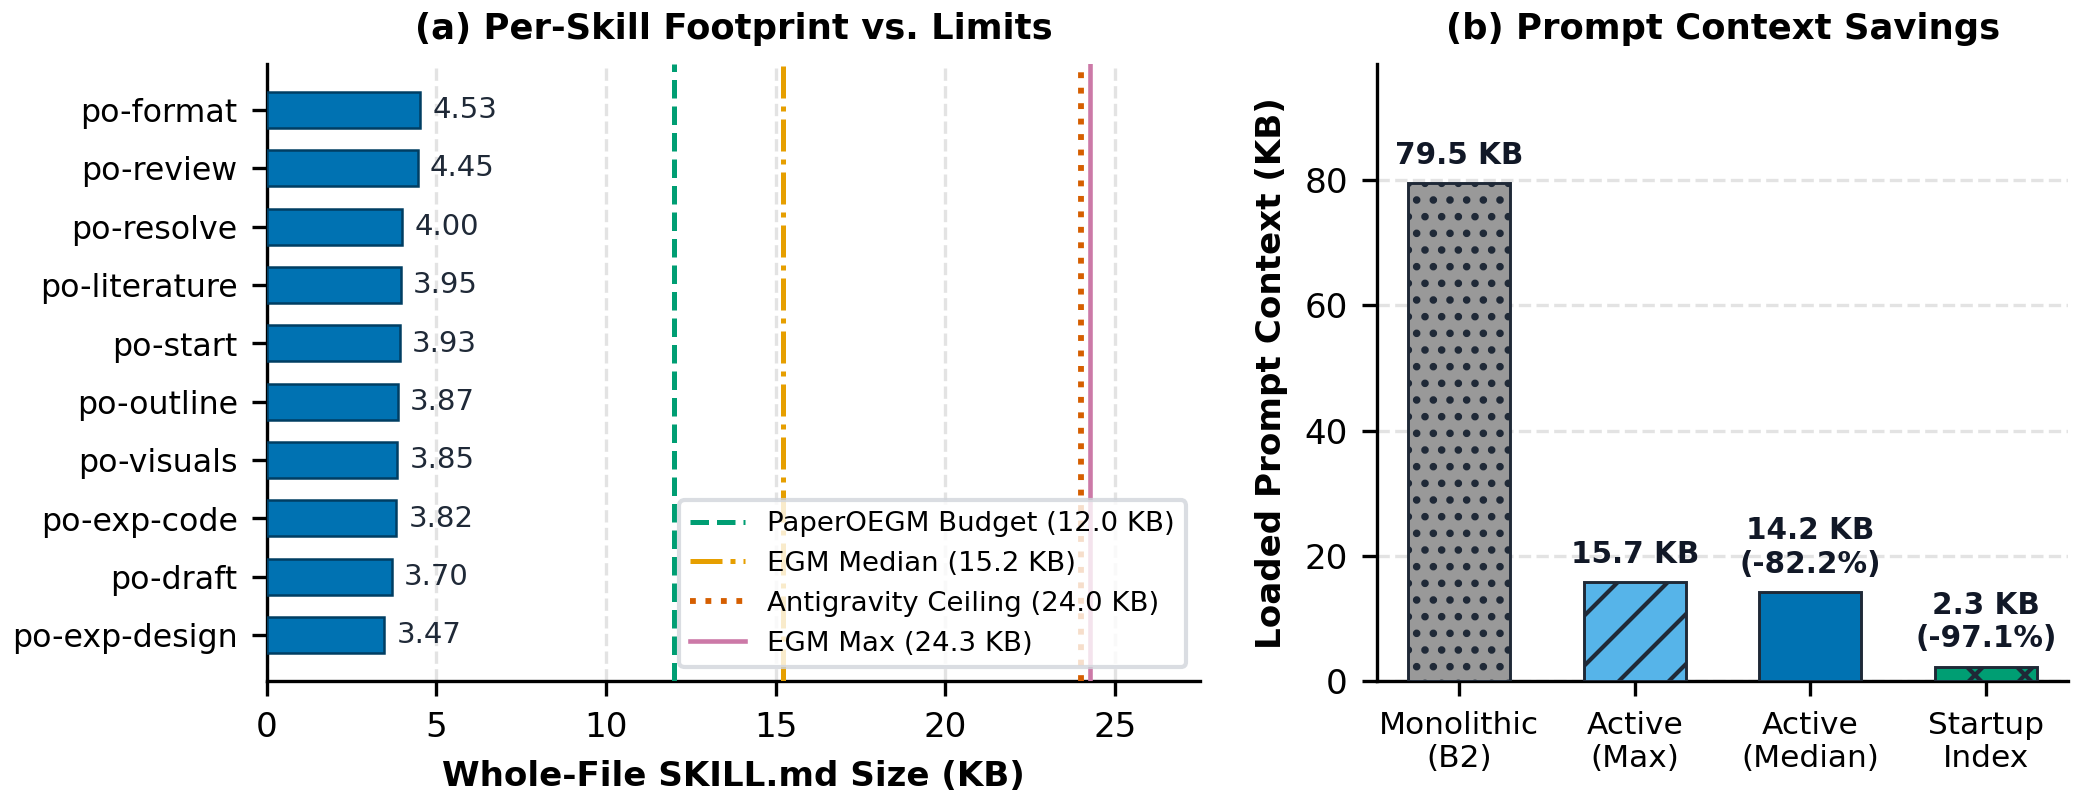 (a) Per-Skill Footprint vs. Limits
po-format
4.53
po-review
4.45
po-resolve
4.00
po-literature
3.95
po-start
3.93
po-outline
3.87
po-visuals
3.85
po-exp-code
3.82
po-draft
3.70
po-exp-design
3.47
PaperOEGM Budget (12.0 KB)
EGM Median (15.2 KB)
Antigravity Ceiling (24.0 KB)
EGM Max (24.3 KB)
0 5 10 15 20 25
Whole-File SKILL.md Size (KB)
(b) Prompt Context Savings
Loaded Prompt Context (KB)
80
60
40
20
0
79.5 KB
15.7 KB
14.2 KB
(-82.2%)
2.3 KB
(-97.1%)
Monolithic
(B2)
Active
(Max)
Active
(Median)
Startup
Index